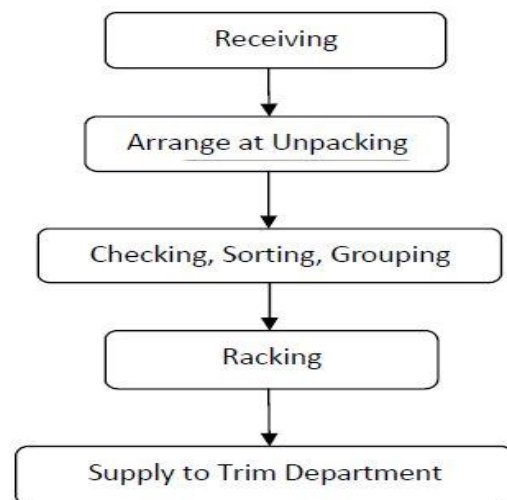 Receiving
Arrange at Unpacking
Checking, Sorting, Grouping
Racking
Supply to Trim Department